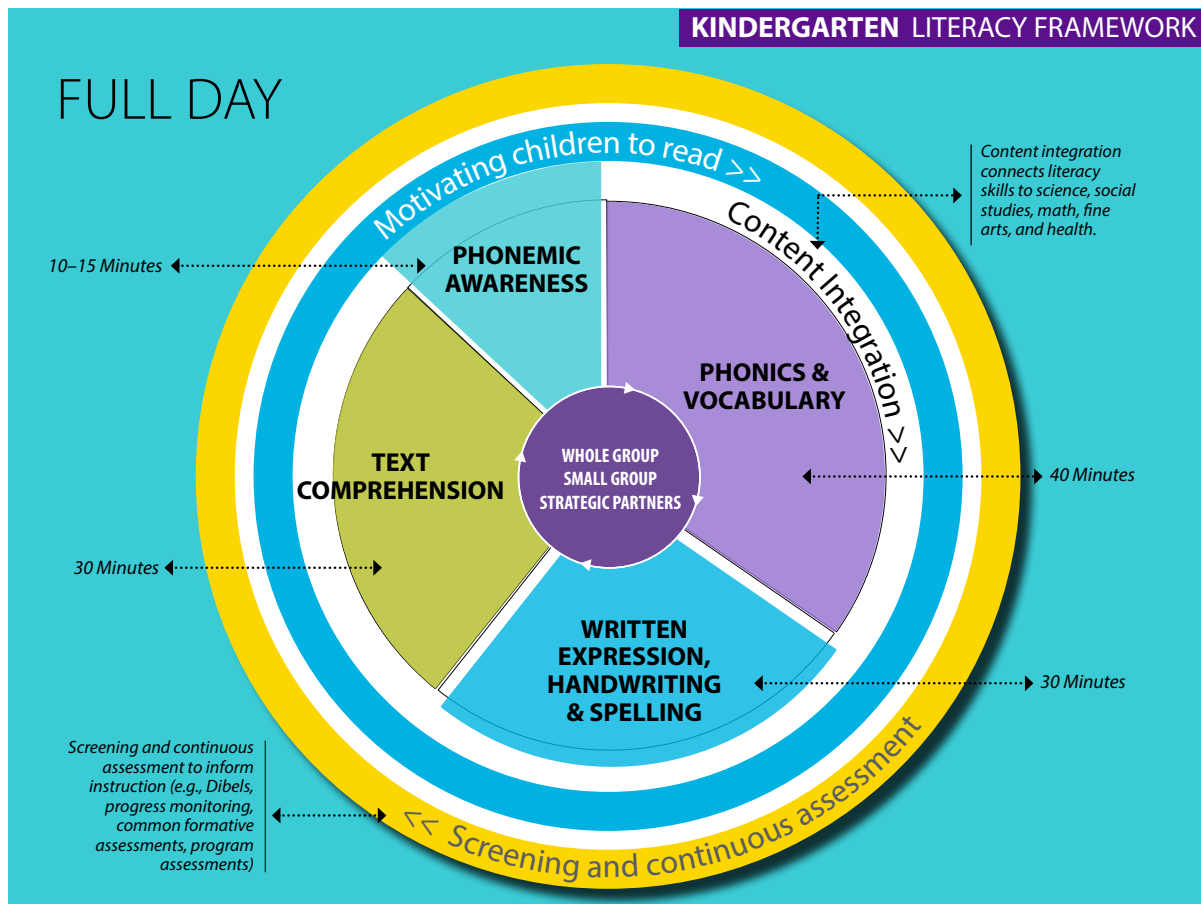 KINDERGARTEN LITERACY FRAMEWORK
FULL DAY
Motivating children to read >>
Content Integration >>
Content integration
connects literacy
skills to science, social
studies, math, fine
arts, and health.
10–15 Minutes
PHONEMIC
AWARENESS
PHONICS &
VOCABULARY
40 Minutes
WHOLE GROUP
SMALL GROUP
STRATEGIC PARTNERS
TEXT
COMPREHENSION
30 Minutes
WRITTEN
EXPRESSION,
HANDWRITING
& SPELLING
30 Minutes
Screening and continuous
assessment to inform
instruction (e.g., Dibels,
progress monitoring,
common formative
assessments, program
assessments)
<< Screening and continuous assessment